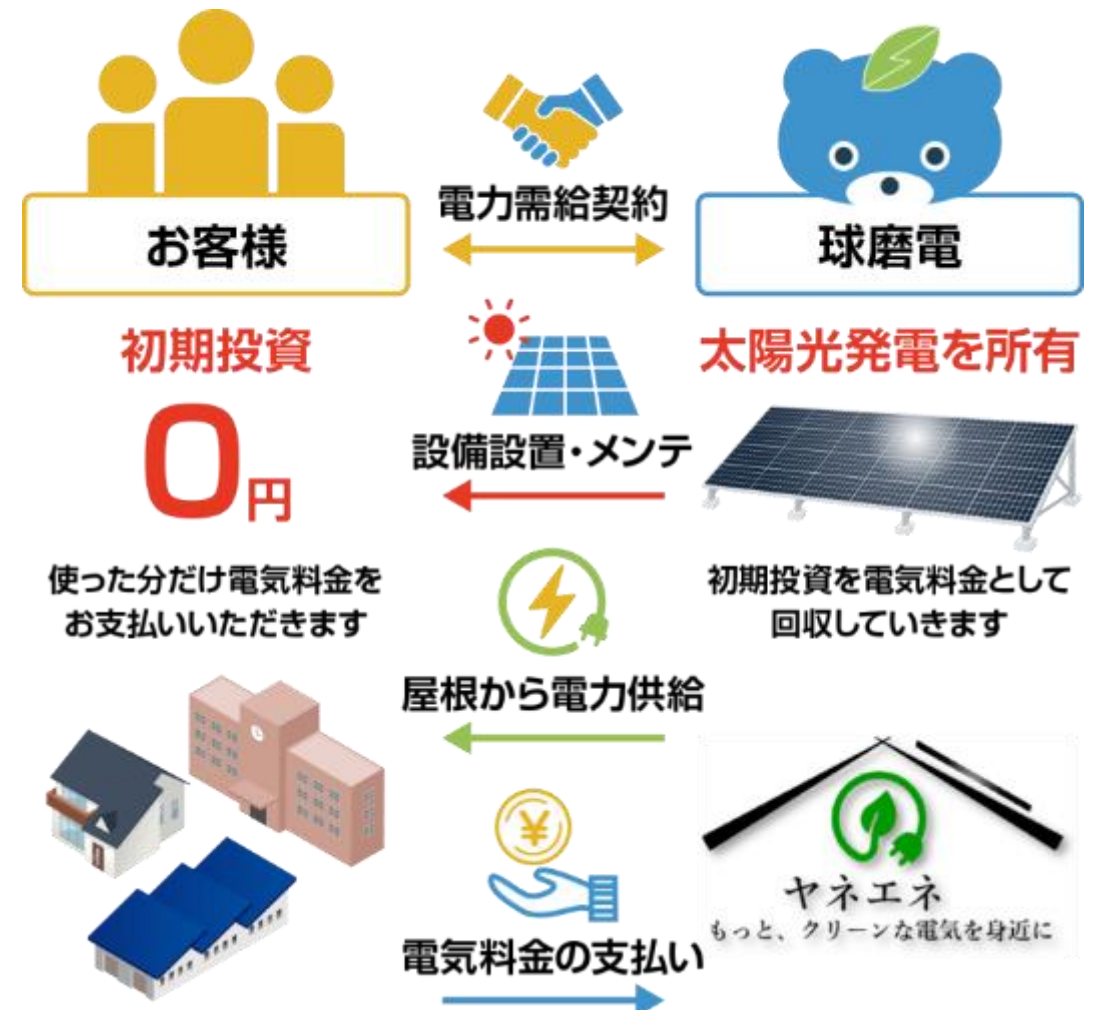 お客様
電力需給契約
球磨電
初期投資
0円
使った分だけ電気料金を
お支払いいただきます
設備設置・メンテ
太陽光発電を所有
初期投資を電気料金として
回収していきます
屋根から電力供給
¥
電気料金の支払い
ヤネエネ
もっと、クリーンな電気を身近に